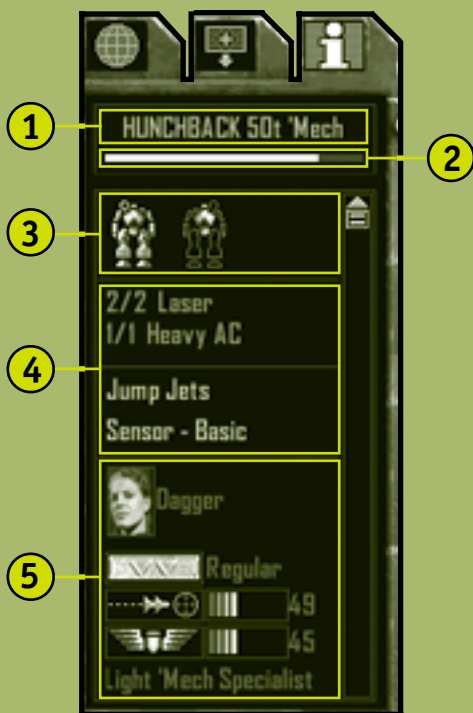 i
1
HUNCHBACK 50t 'Mech
2
3
2/2 Laser
1/1 Heavy AC
4
Jump Jets
Sensor - Basic
Dagger
5
Regular
49
45
Light 'Mech Specialist